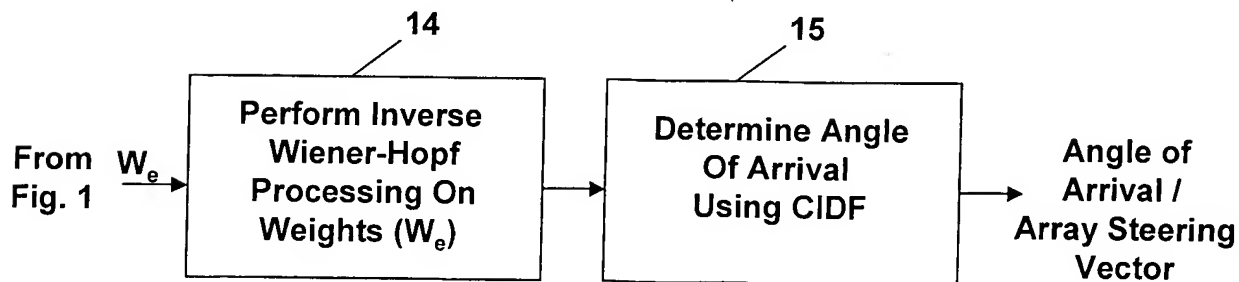 14
15
From
Fig. 1
We
Perform Inverse
Wiener-Hopf
Processing On
Weights (We)
Determine Angle
Of Arrival
Using CIDF
Angle of
Arrival /
Array Steering
Vector